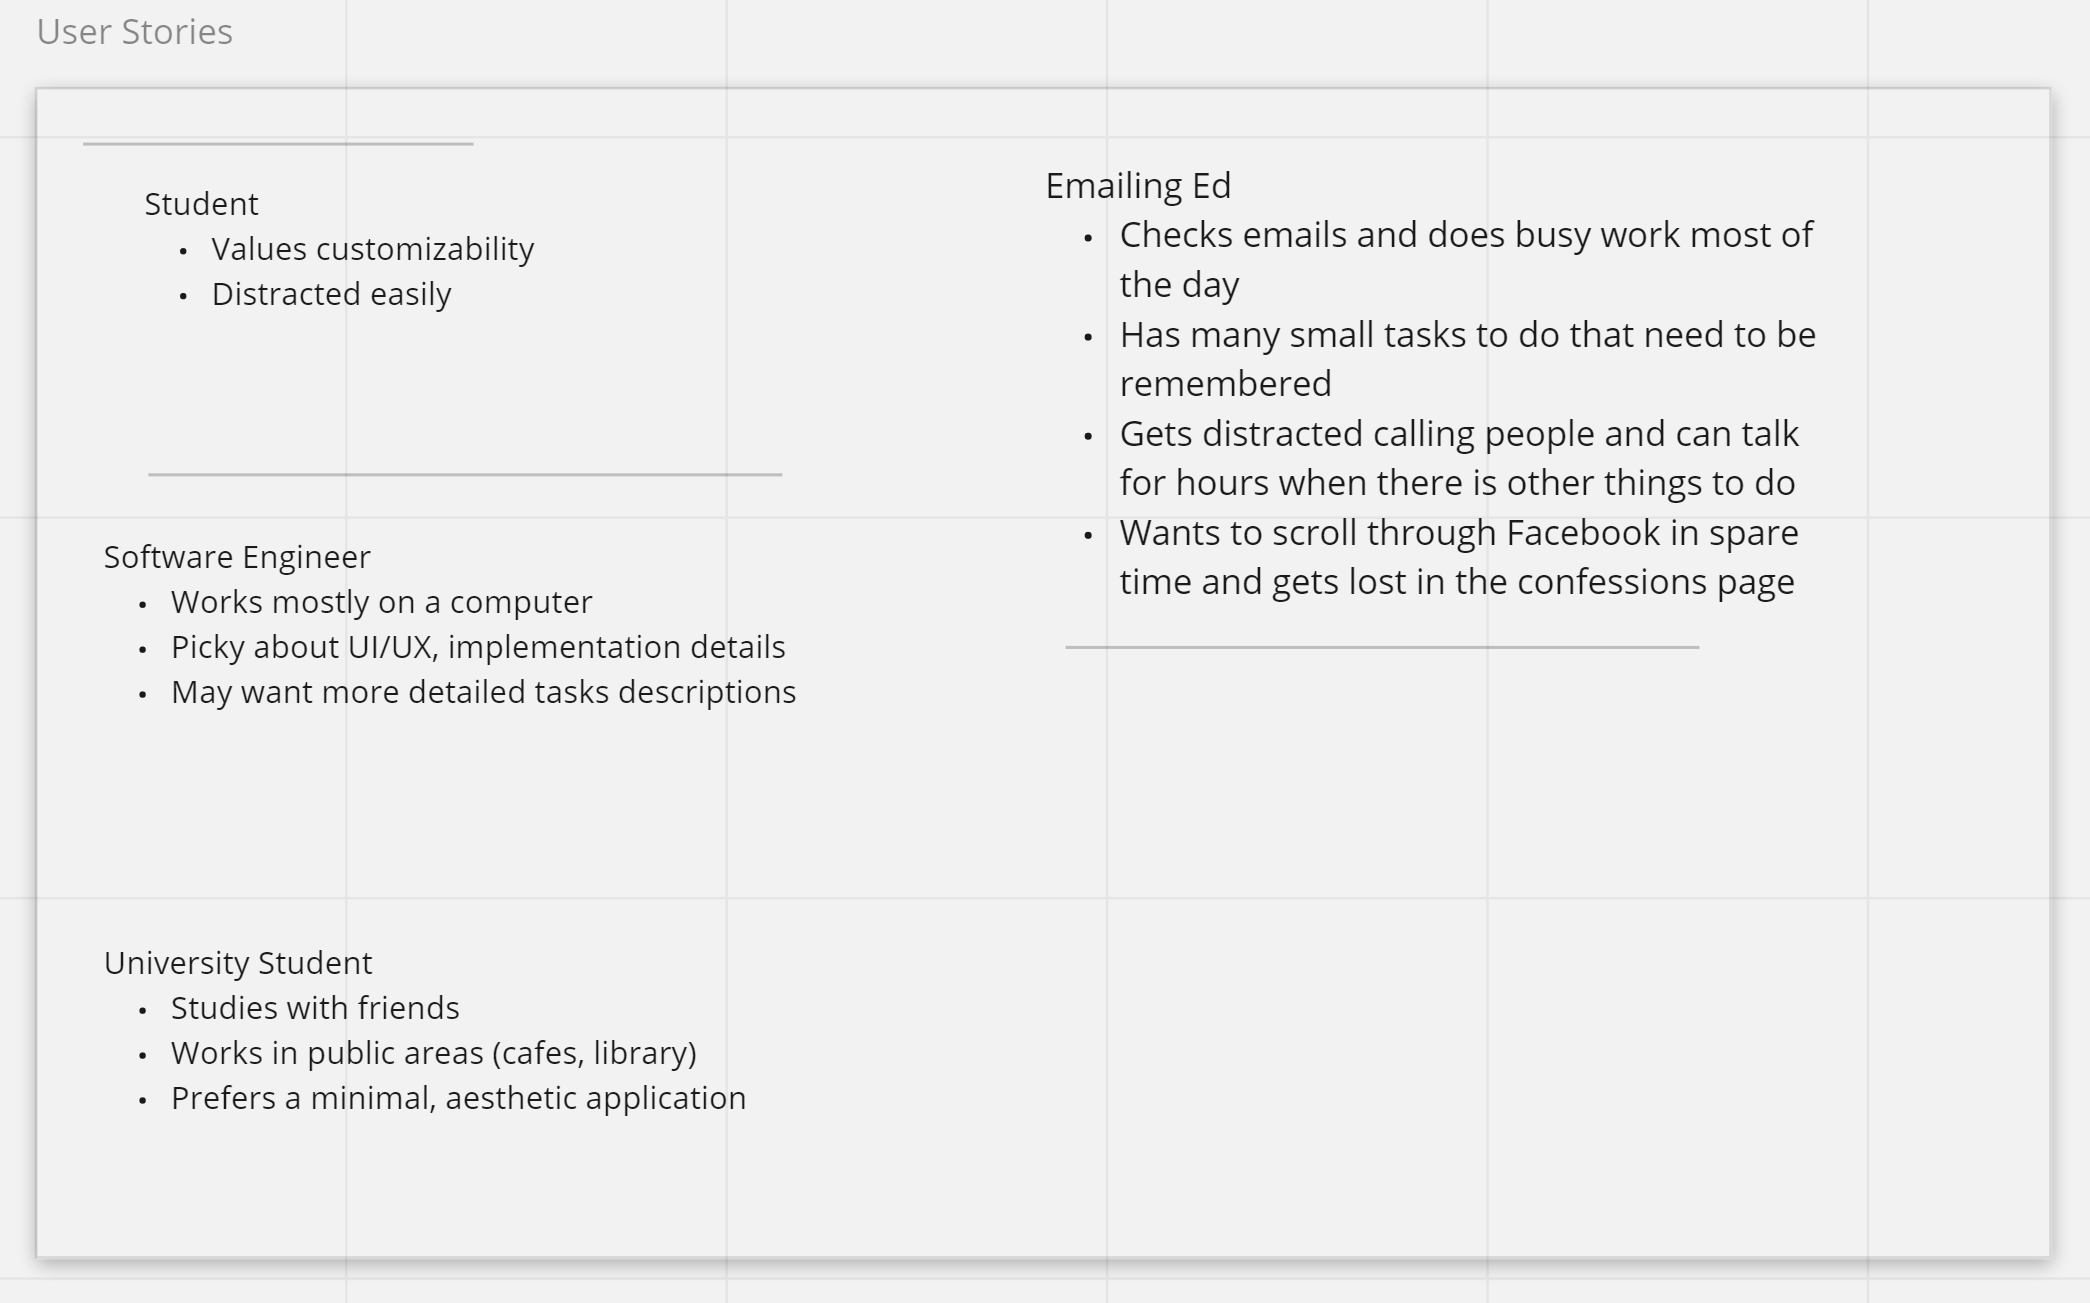 User Stories
Student
• Values customizability
• Distracted easily
Software Engineer
• Works mostly on a computer
• Picky about UI/UX, implementation details
• May want more detailed tasks descriptions
University Student
• Studies with friends
• Works in public areas (cafes, library)
• Prefers a minimal, aesthetic application
Emailing Ed
• Checks emails and does busy work most of
the day
• Has many small tasks to do that need to be
remembered
• Gets distracted calling people and can talk
for hours when there is other things to do
• Wants to scroll through Facebook in spare
time and gets lost in the confessions page